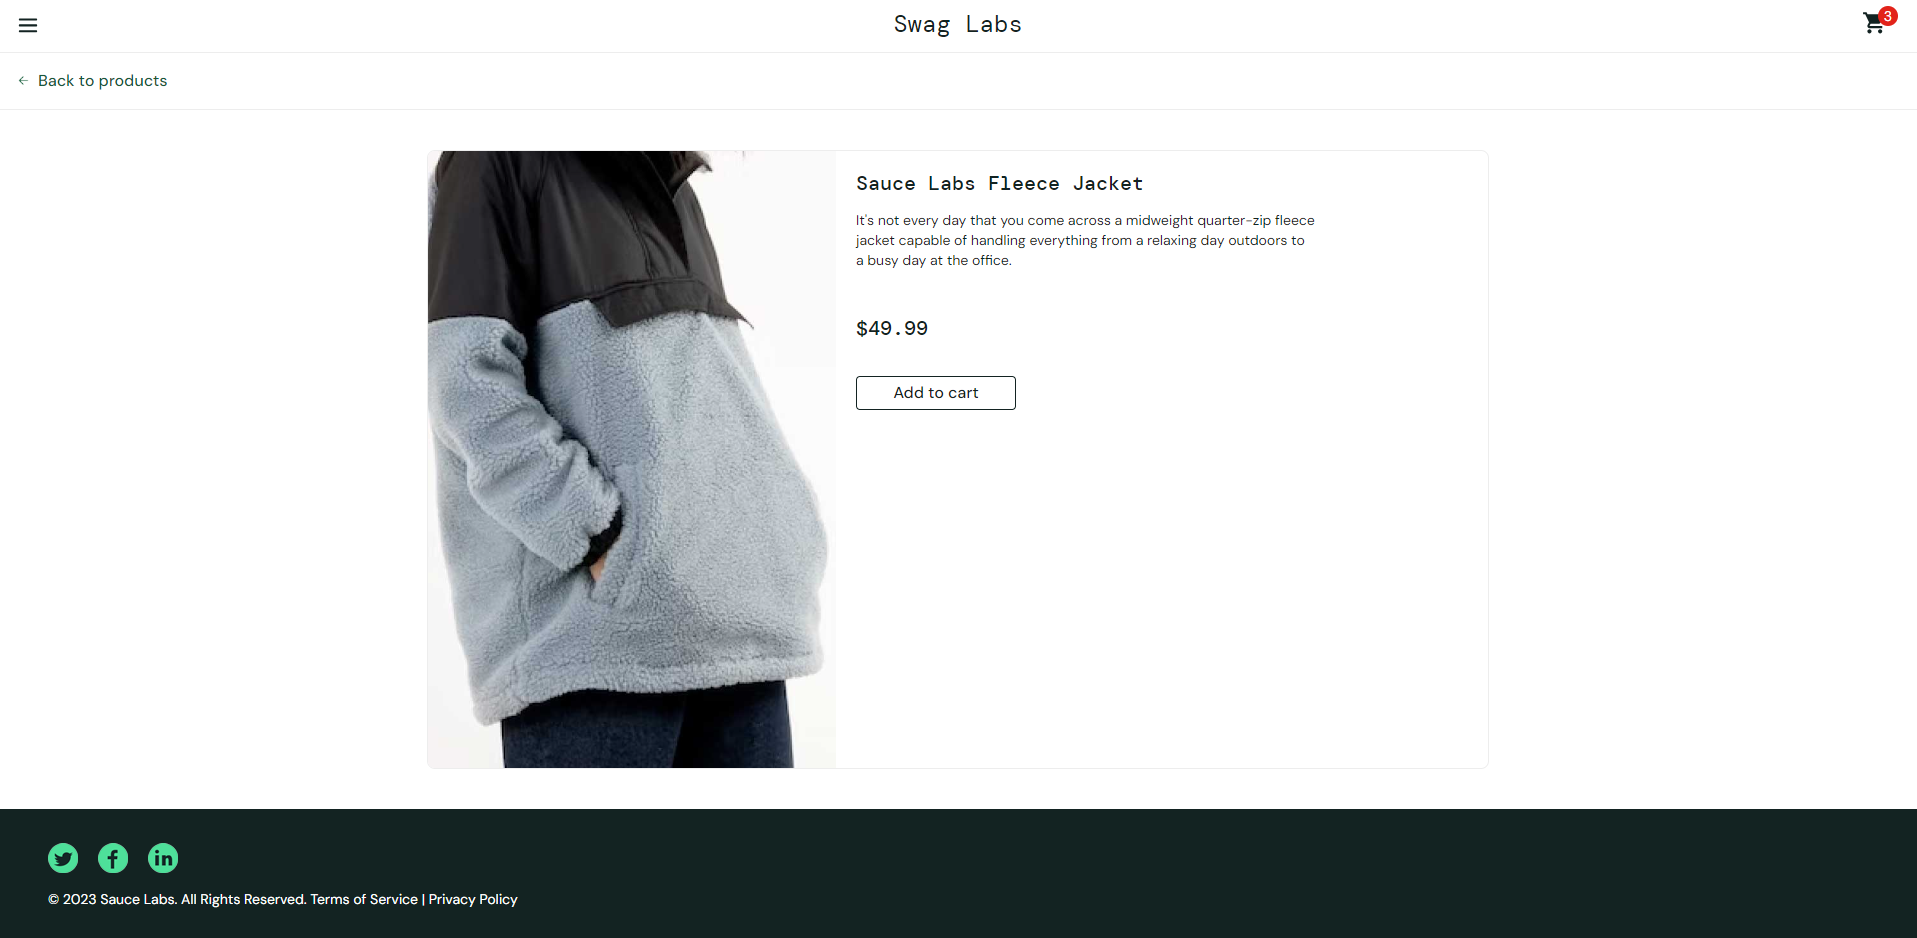 Swag Labs
3
Back to products
Sauce Labs Fleece Jacket
It's not every day that you come across a midweight quarter-zip fleece
jacket capable of handling everything from a relaxing day outdoors to
a busy day at the office.
$49.99
Add to cart
© 2023 Sauce Labs. All Rights Reserved. Terms of Service | Privacy Policy